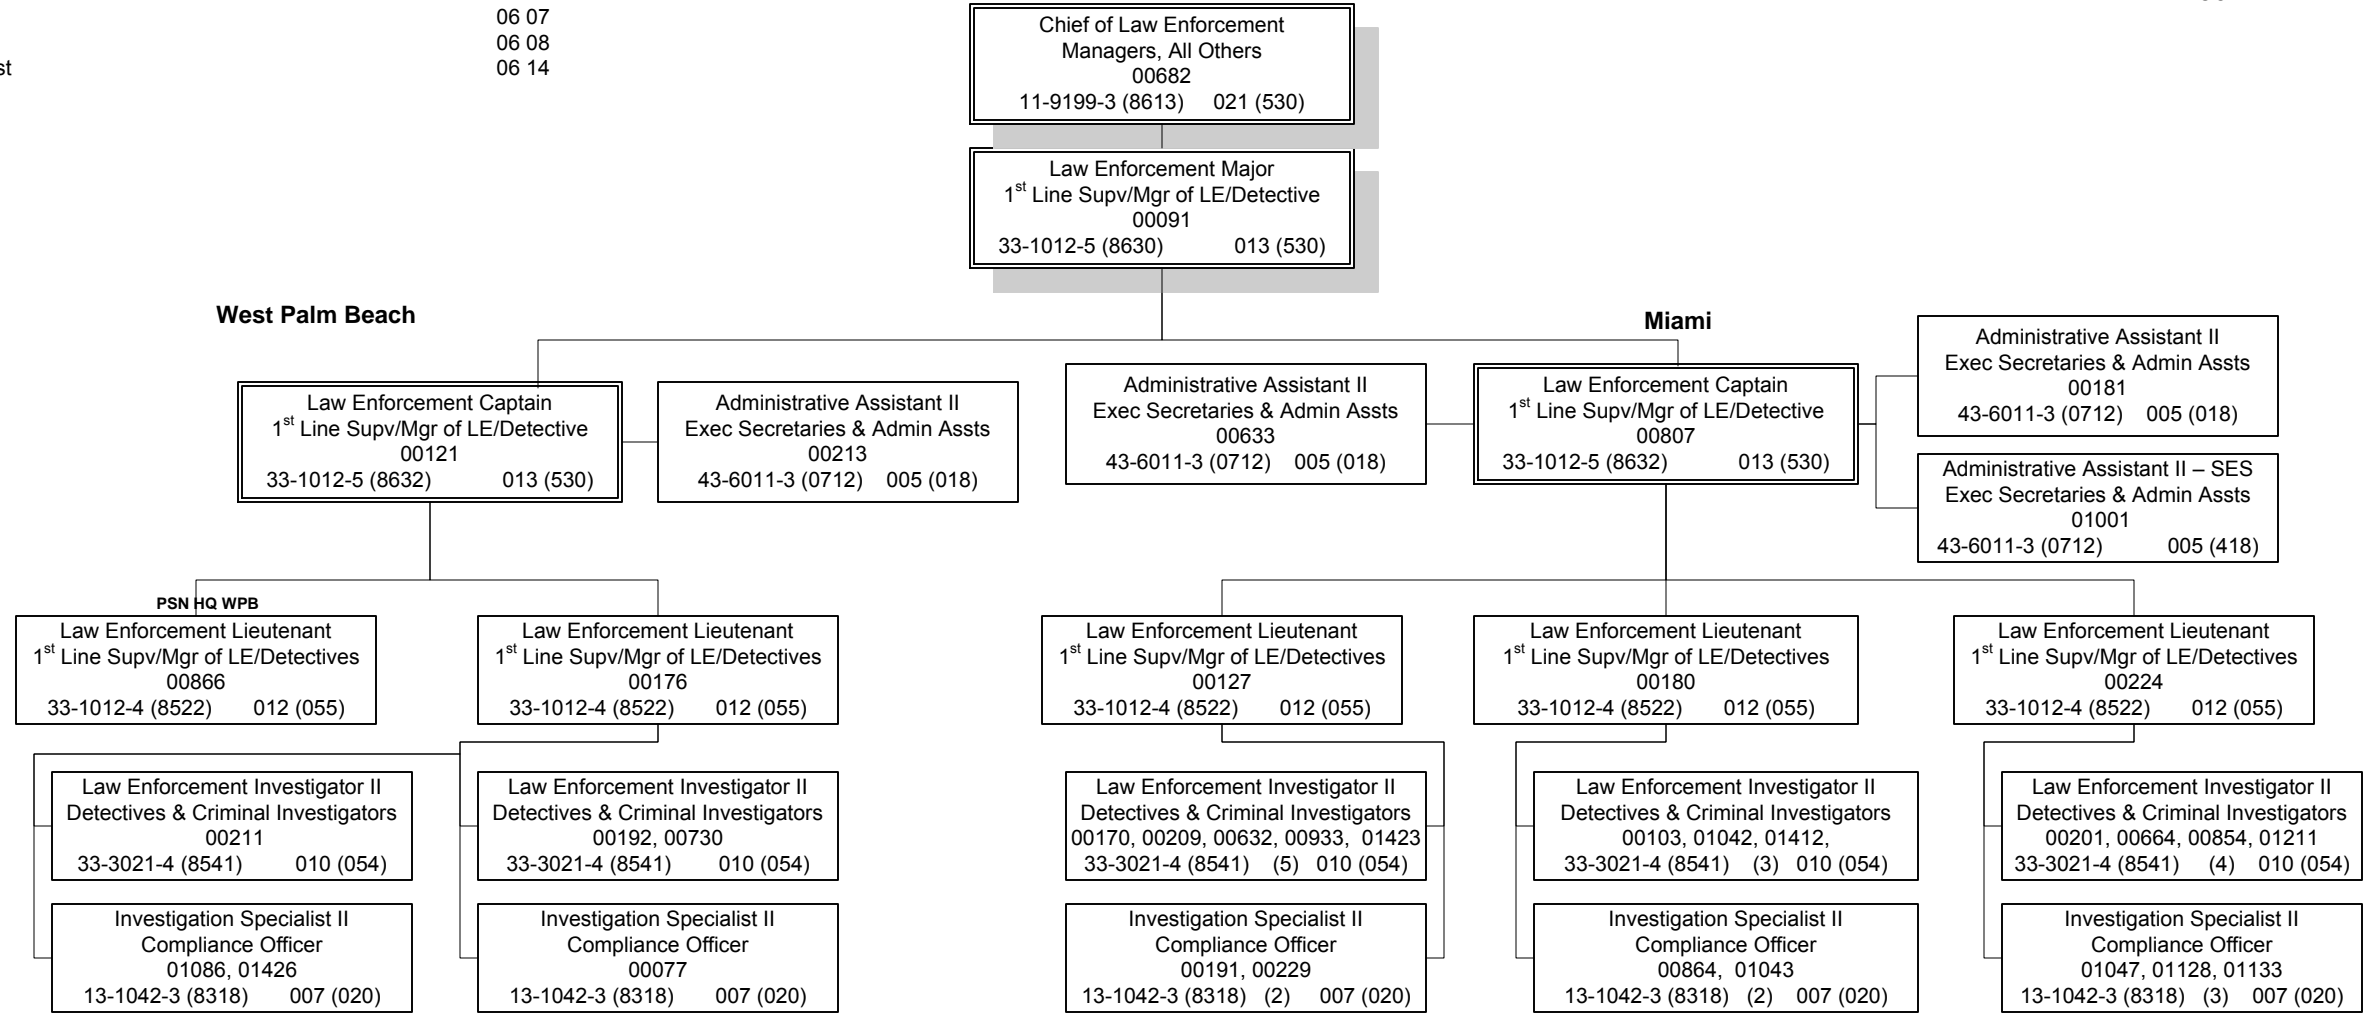 06 07
06 08
st 06 14
Chief of Law Enforcement
Managers, All Others
00682
11-9199-3 (8613) 021 (530)
Law Enforcement Major
1st Line Supv/Mgr of LE/Detective
00091
33-1012-5 (8630) 013 (530)
West Palm Beach
Miami
Law Enforcement Captain
1st Line Supv/Mgr of LE/Detective
00121
33-1012-5 (8632) 013 (530)
Administrative Assistant II
Exec Secretaries & Admin Assts
00213
43-6011-3 (0712) 005 (018)
Administrative Assistant II
Exec Secretaries & Admin Assts
00633
43-6011-3 (0712) 005 (018)
Law Enforcement Captain
1st Line Supv/Mgr of LE/Detective
00807
33-1012-5 (8632) 013 (530)
Administrative Assistant II
Exec Secretaries & Admin Assts
00181
43-6011-3 (0712) 005 (018)
Administrative Assistant II – SES
Exec Secretaries & Admin Assts
01001
43-6011-3 (0712) 005 (418)
PSN HQ WPB
Law Enforcement Lieutenant
1st Line Supv/Mgr of LE/Detectives
00866
33-1012-4 (8522) 012 (055)
Law Enforcement Lieutenant
1st Line Supv/Mgr of LE/Detectives
00176
33-1012-4 (8522) 012 (055)
Law Enforcement Lieutenant
1st Line Supv/Mgr of LE/Detectives
00127
33-1012-4 (8522) 012 (055)
Law Enforcement Lieutenant
1st Line Supv/Mgr of LE/Detectives
00180
33-1012-4 (8522) 012 (055)
Law Enforcement Lieutenant
1st Line Supv/Mgr of LE/Detectives
00224
33-1012-4 (8522) 012 (055)
Law Enforcement Investigator II
Detectives & Criminal Investigators
00211
33-3021-4 (8541) 010 (054)
Law Enforcement Investigator II
Detectives & Criminal Investigators
00192, 00730
33-3021-4 (8541) 010 (054)
Law Enforcement Investigator II
Detectives & Criminal Investigators
00170, 00209, 00632, 00933, 01423
33-3021-4 (8541) (5) 010 (054)
Law Enforcement Investigator II
Detectives & Criminal Investigators
00103, 01042, 01412,
33-3021-4 (8541) (3) 010 (054)
Law Enforcement Investigator II
Detectives & Criminal Investigators
00201, 00664, 00854, 01211
33-3021-4 (8541) (4) 010 (054)
Investigation Specialist II
Compliance Officer
01086, 01426
13-1042-3 (8318) 007 (020)
Investigation Specialist II
Compliance Officer
00077
13-1042-3 (8318) 007 (020)
Investigation Specialist II
Compliance Officer
00191, 00229
13-1042-3 (8318) (2) 007 (020)
Investigation Specialist II
Compliance Officer
00864, 01043
13-1042-3 (8318) (2) 007 (020)
Investigation Specialist II
Compliance Officer
01047, 01128, 01133
13-1042-3 (8318) (3) 007 (020)